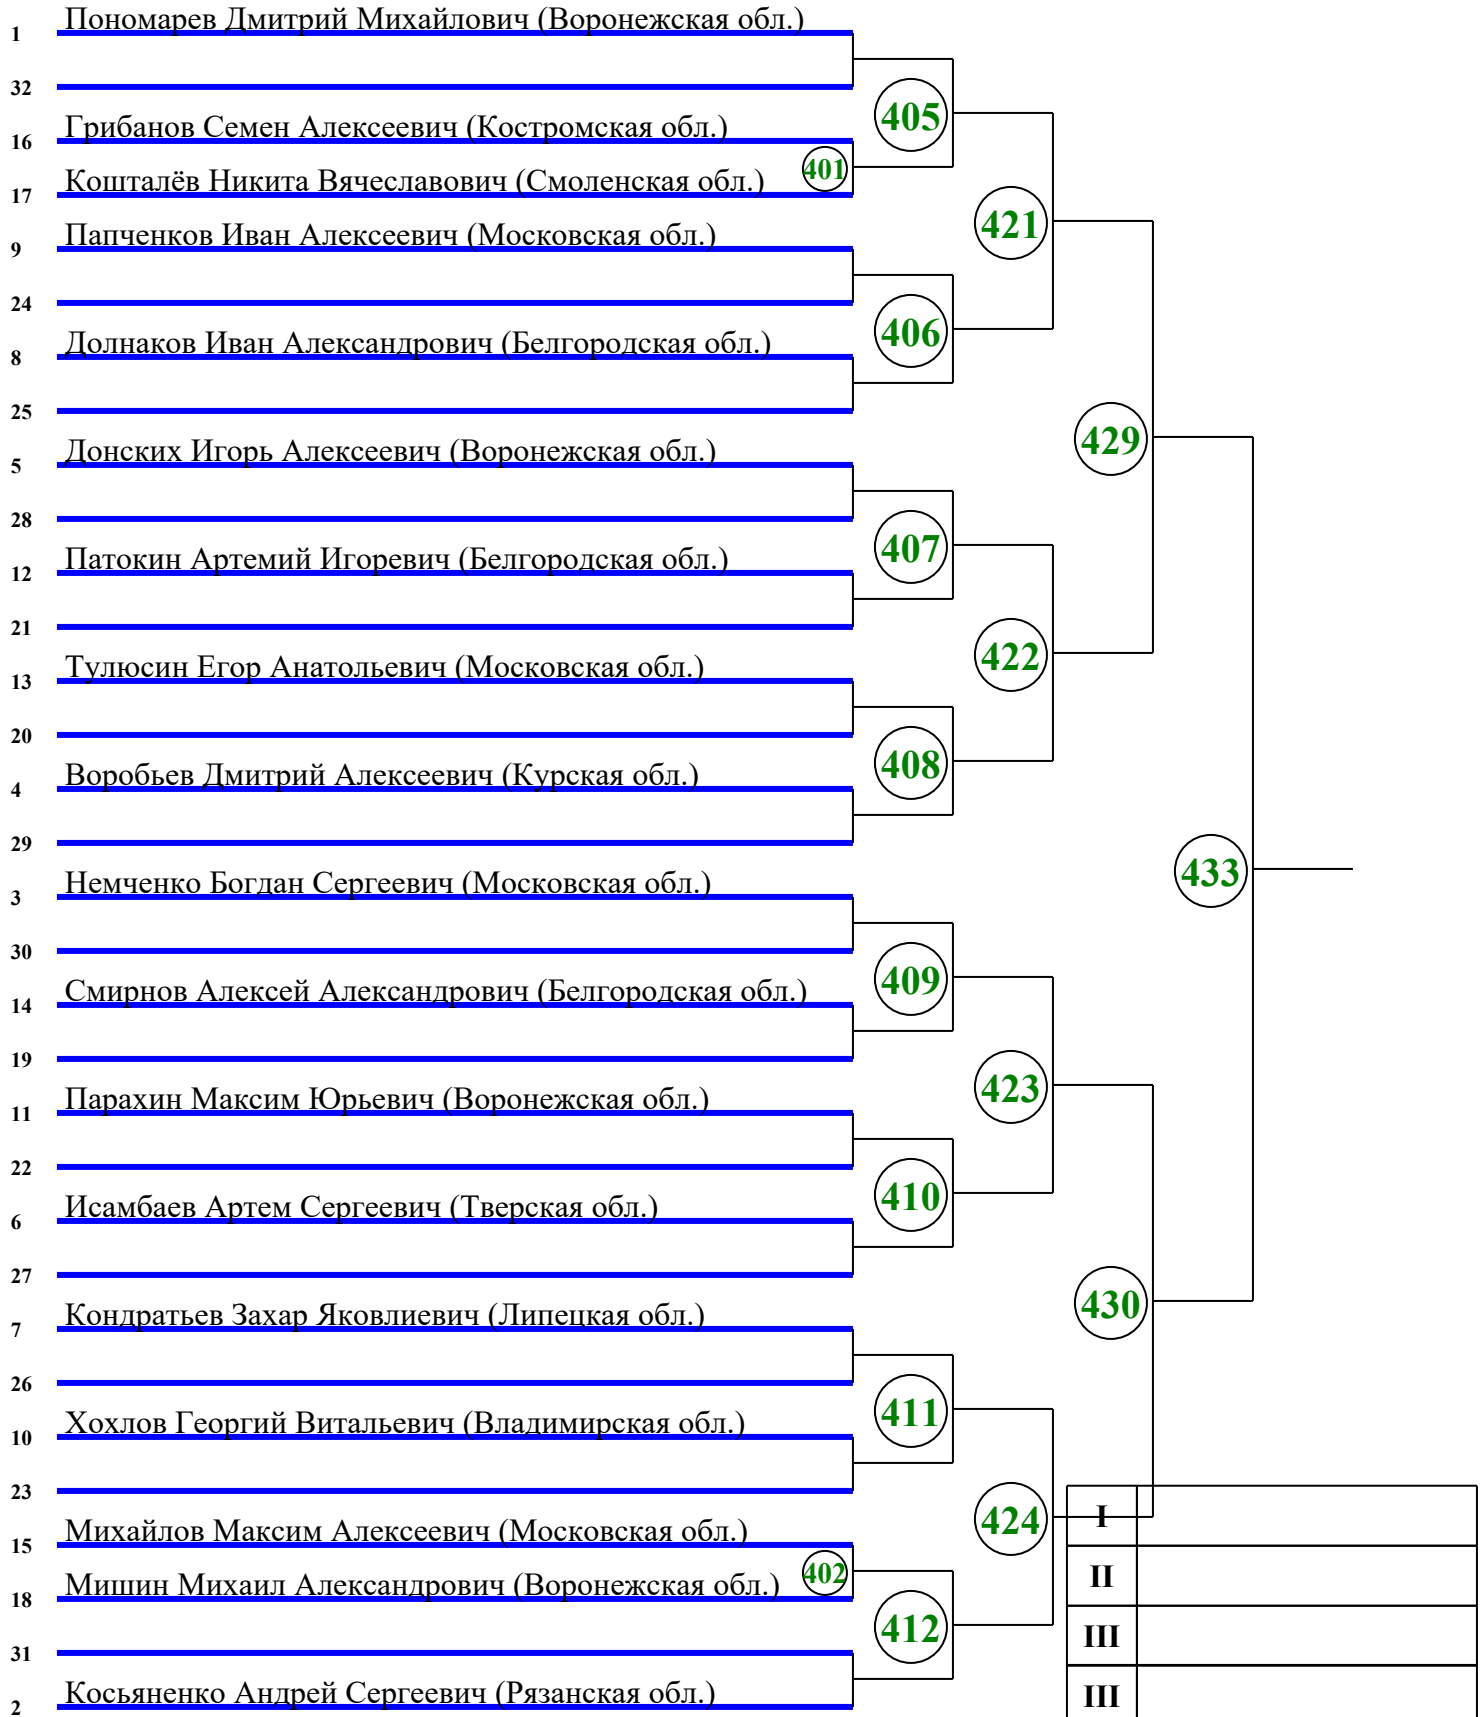 1 Пономарев Дмитрий Михайлович (Воронежская обл.)
32
405
16 Грибанов Семен Алексеевич (Костромская обл.)
401
17 Кошталёв Никита Вячеславович (Смоленская обл.)
421
9 Папченков Иван Алексеевич (Московская обл.)
24
406
8 Долнаков Иван Александрович (Белгородская обл.)
25
429
5 Донских Игорь Алексеевич (Воронежская обл.)
28
407
12 Патокин Артемий Игоревич (Белгородская обл.)
21
422
13 Тулюсин Егор Анатольевич (Московская обл.)
20
408
4 Воробьев Дмитрий Алексеевич (Курская обл.)
29
433
3 Немченко Богдан Сергеевич (Московская обл.)
30
409
14 Смирнов Алексей Александрович (Белгородская обл.)
19
423
11 Парахин Максим Юрьевич (Воронежская обл.)
22
410
6 Исамбаев Артем Сергеевич (Тверская обл.)
27
430
7 Кондратьев Захар Яковлиевич (Липецкая обл.)
26
411
10 Хохлов Георгий Витальевич (Владимирская обл.)
23
424
I
15 Михайлов Максим Алексеевич (Московская обл.)
402
II
18 Мишин Михаил Александрович (Воронежская обл.)
412
III
31
2 Косьяненко Андрей Сергеевич (Рязанская обл.)
III